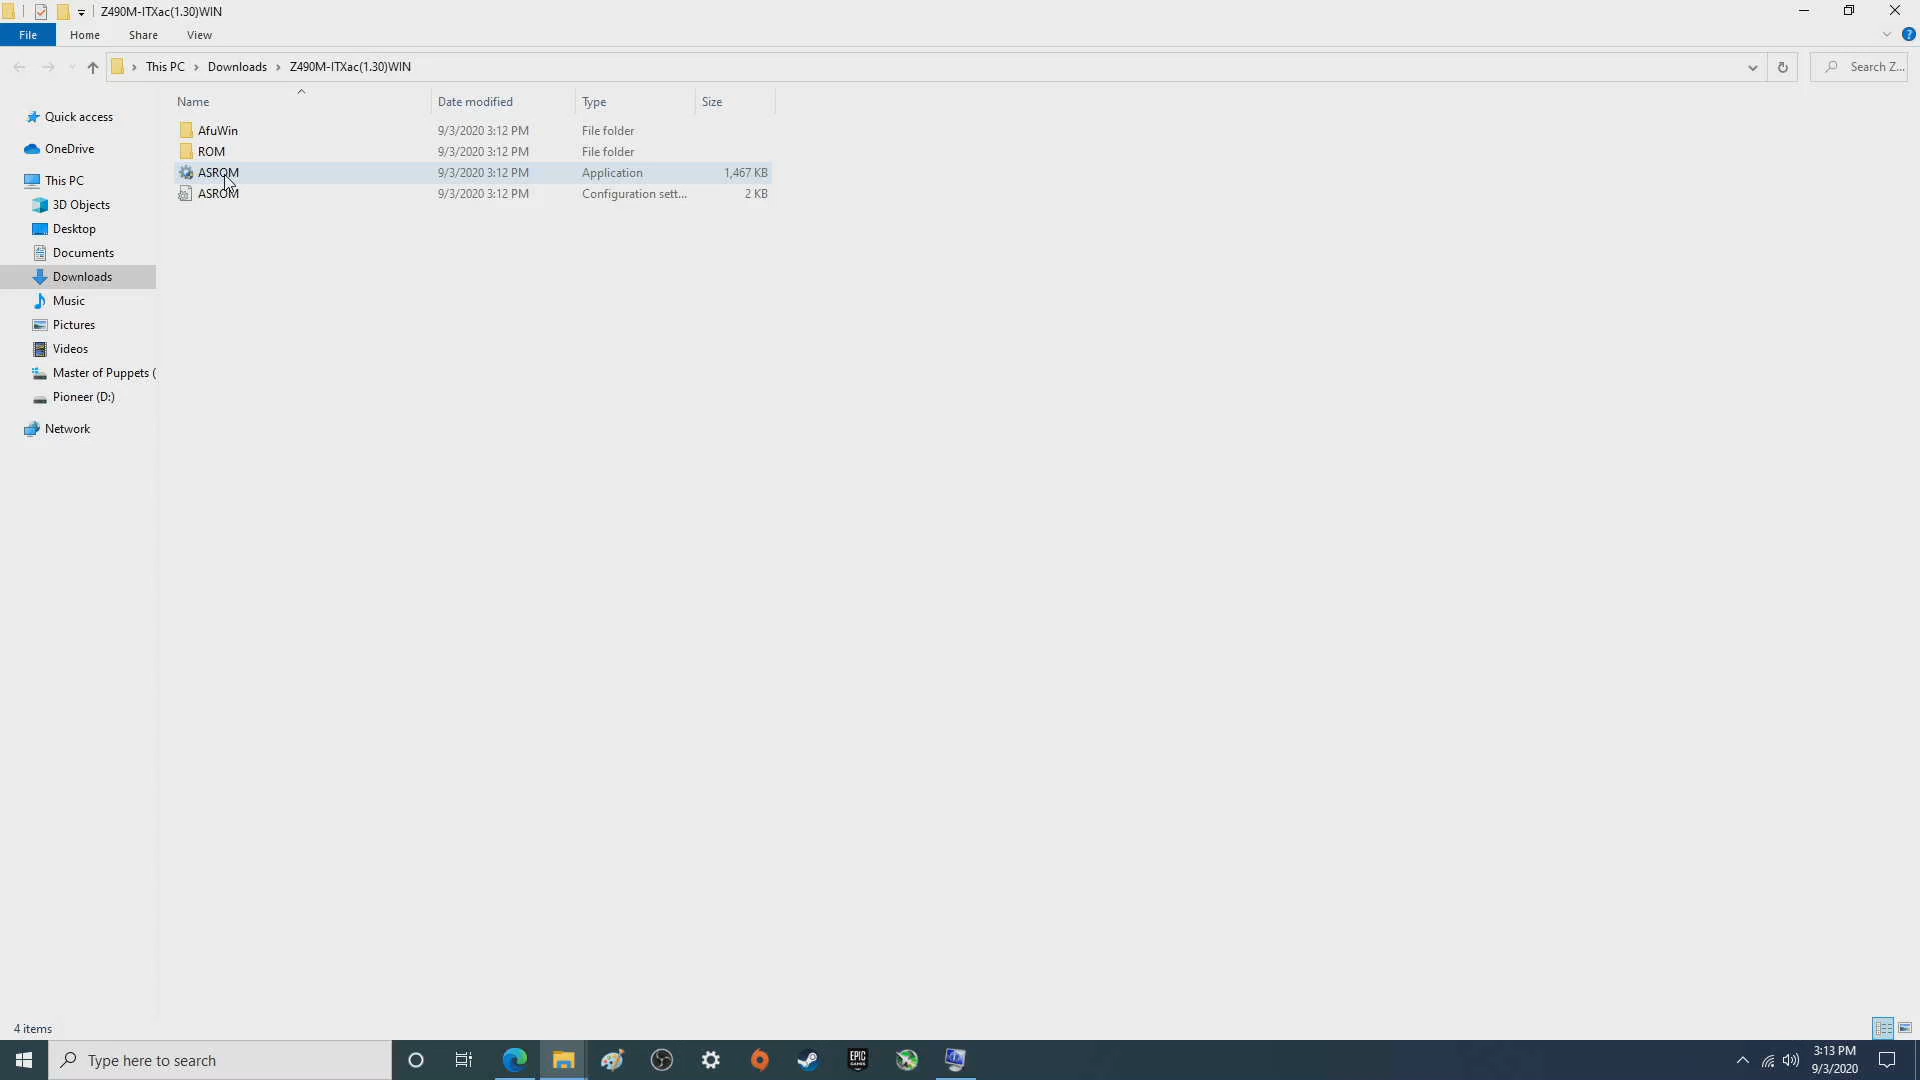 Z490M-ITXac(1.30)WIN
File Home Share View
This PC Downloads Z490M-ITXac(1.30)WIN
Search Z...
Name Date modified Type Size
AfuWin 9/3/2020 3:12 PM File folder
ROM 9/3/2020 3:12 PM File folder
ASROM 9/3/2020 3:12 PM Application 1,467 KB
ASROM 9/3/2020 3:12 PM Configuration sett... 2 KB
Quick access
OneDrive
This PC
3D Objects
Desktop
Documents
Downloads
Music
Pictures
Videos
Master of Puppets (
Pioneer (D:)
Network
4 items
Type here to search
EPIC
GAMES
3:13 PM
9/3/2020